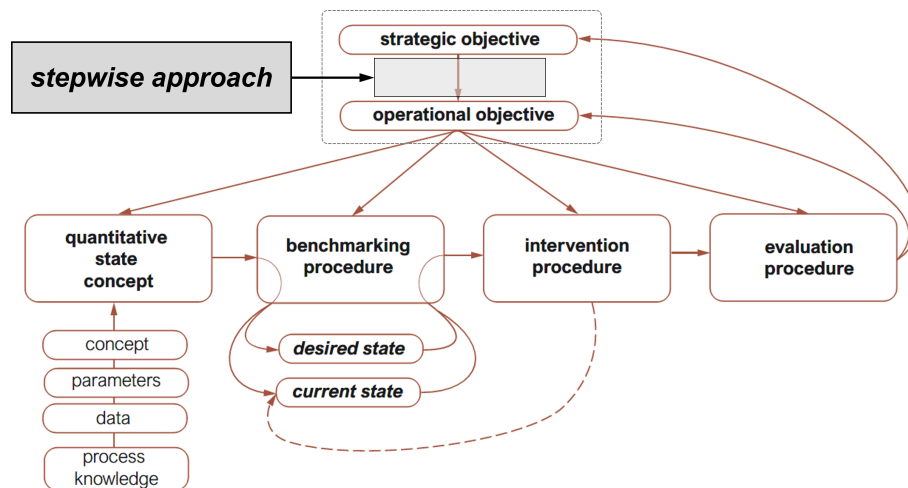 strategic objective
stepwise approach
operational objective
quantitative
state
concept
benchmarking
procedure
intervention
procedure
evaluation
procedure
concept
parameters
data
process
knowledge
desired state
current state